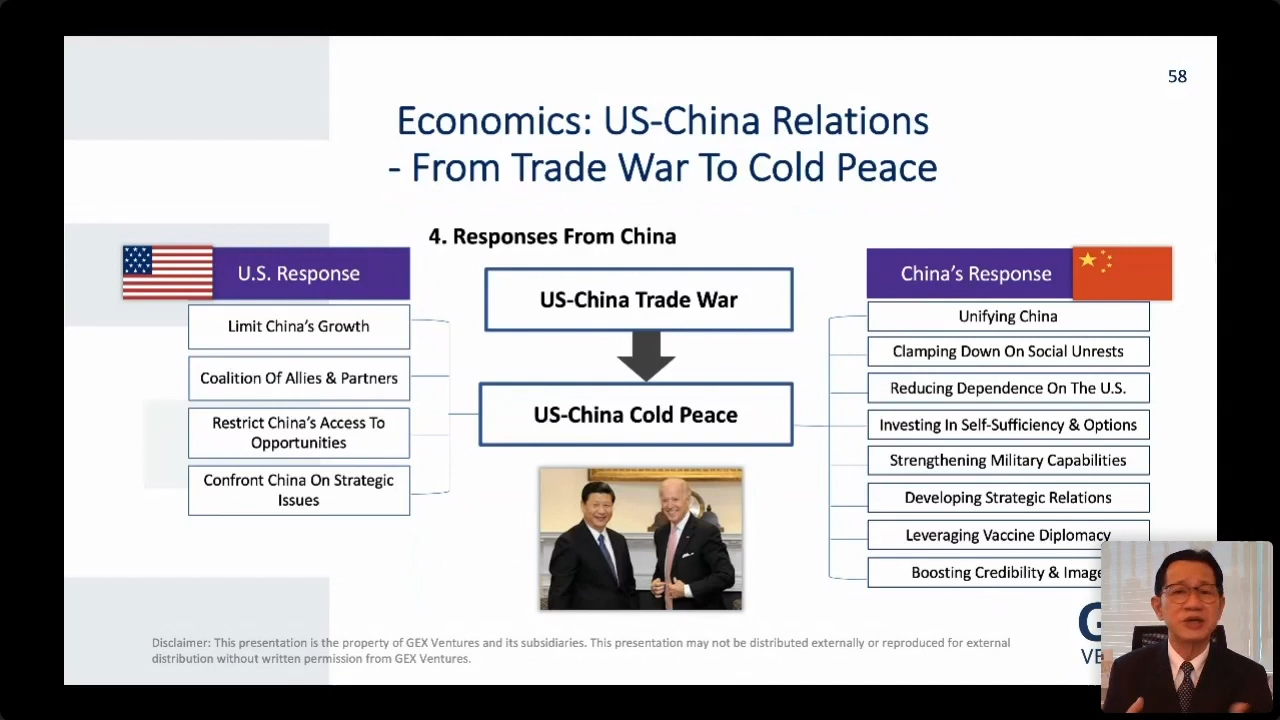 58
Economics: US-China Relations
- From Trade War To Cold Peace
4. Responses From China
U.S. Response
Limit China's Growth
Coalition Of Allies & Partners
Restrict China's Access To
Opportunities
Confront China On Strategic
Issues
US-China Trade War
US-China Cold Peace
China's Response
Unifying China
Clamping Down On Social Unrests
Reducing Dependence On The U.S.
Investing In Self-Sufficiency & Options
Strengthening Military Capabilities
Developing Strategic Relations
Leveraging Vaccine Diplomacy
Boosting Credibility & Image
Disclaimer: This presentation is the property of GEX Ventures and its subsidiaries. This presentation may not be distributed externally or reproduced for external
distribution without written permission from GEX Ventures.